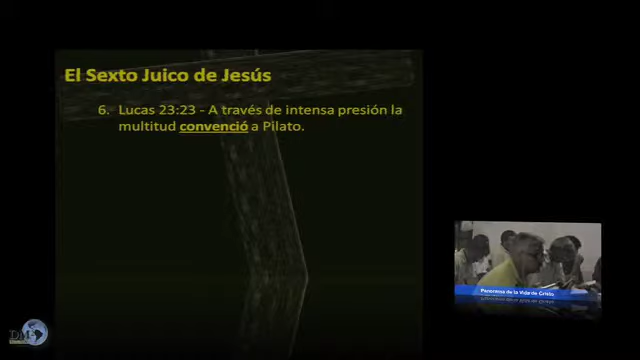 El Sexto Juico de Jesús
6. Lucas 23:23 - A través de intensa presión la
multitud convenció a Pilato.
Panorama de la Vida de Cristo
DM